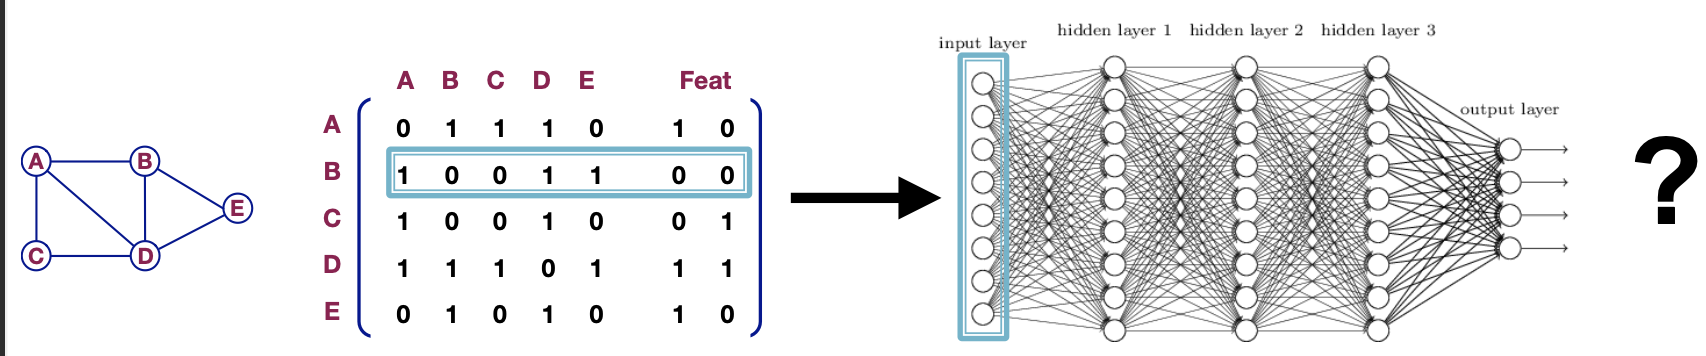 A B
C D
E
A B C D E Feat
A 0 1 1 1 0 1 0
B 1 0 0 1 1 0 0
C 1 0 0 1 0 0 1
D 1 1 1 0 1 1 1
E 0 1 0 1 0 1 0
input layer
hidden layer 1 hidden layer 2 hidden layer 3
output layer
?